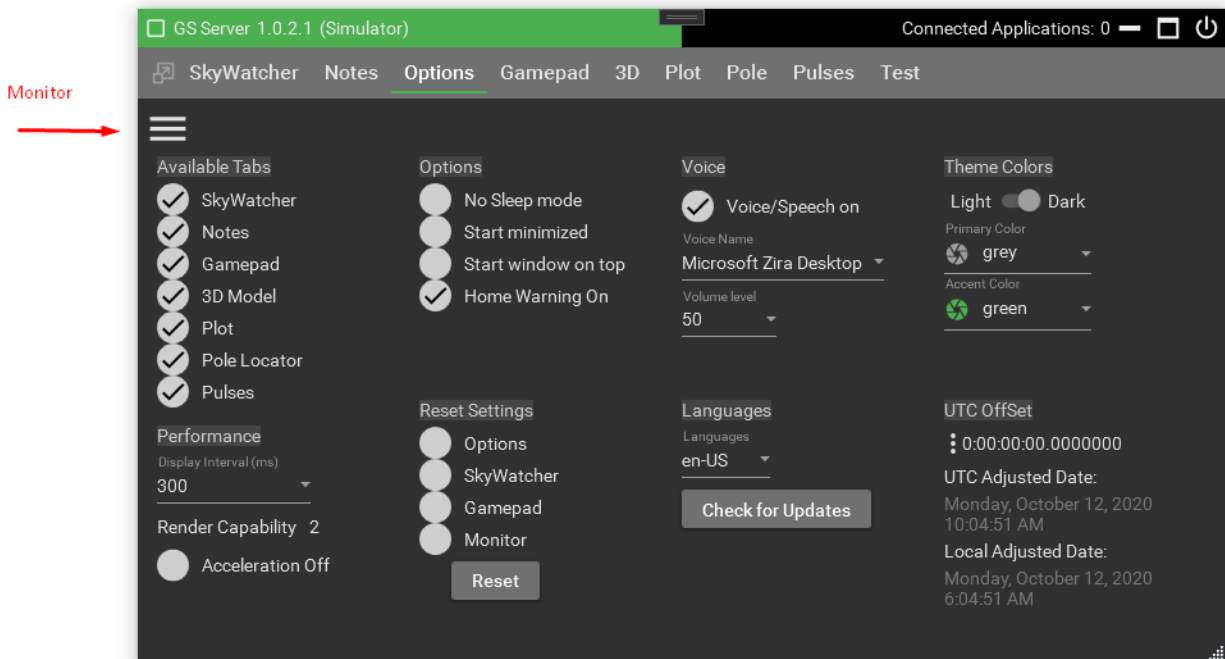 GS Server 1.0.2.1 (Simulator)
Connected Applications: 0
SkyWatcher Notes Options Gamepad 3D Plot Pole Pulses Test
Monitor
Available Tabs
SkyWatcher
Notes
Gamepad
3D Model
Plot
Pole Locator
Pulses
Performance
Display Interval (ms)
300
Render Capability 2
Acceleration Off
Options
No Sleep mode
Start minimized
Start window on top
Home Warning On
Reset Settings
Options
SkyWatcher
Gamepad
Monitor
Reset
Voice
Voice/Speech on
Voice Name
Microsoft Zira Desktop
Volume level
50
Languages
Languages
en-US
Check for Updates
Theme Colors
Light Dark
Primary Color
grey
Accent Color
green
UTC OffSet
0:00:00:00.0000000
UTC Adjusted Date:
Monday, October 12, 2020
10:04:51 AM
Local Adjusted Date:
Monday, October 12, 2020
6:04:51 AM